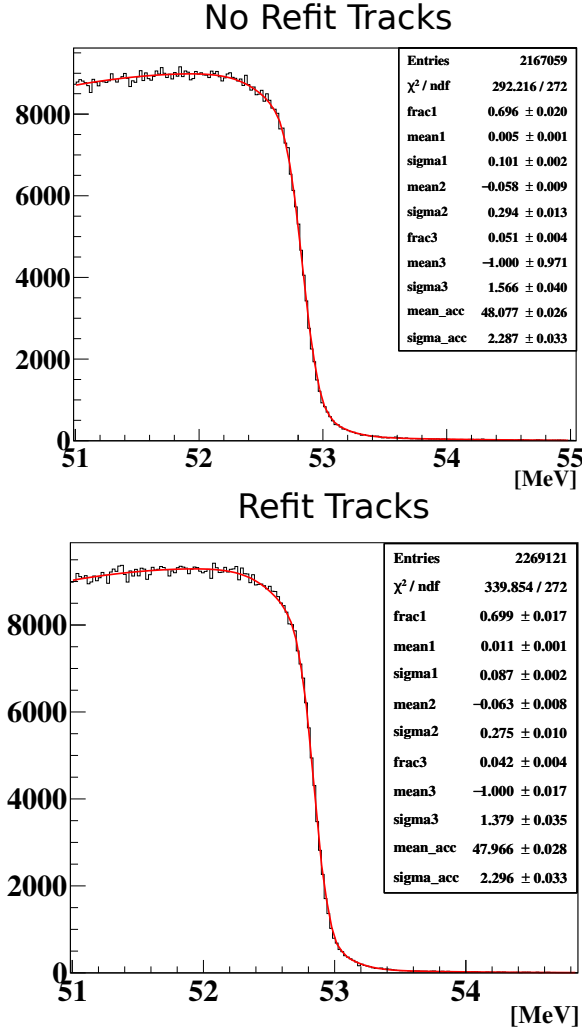 No Refit Tracks
Entries 2167059
χ² / ndf 292.216 / 272
frac1 0.696 ± 0.020
mean1 0.005 ± 0.001
sigma1 0.101 ± 0.002
mean2 −0.058 ± 0.009
sigma2 0.294 ± 0.013
frac3 0.051 ± 0.004
mean3 −1.000 ± 0.971
sigma3 1.566 ± 0.040
mean_acc 48.077 ± 0.026
sigma_acc 2.287 ± 0.033
8000
6000
4000
2000
0
51 52 53 54 55
[MeV]
Refit Tracks
Entries 2269121
χ² / ndf 339.854 / 272
frac1 0.699 ± 0.017
mean1 0.011 ± 0.001
sigma1 0.087 ± 0.002
mean2 −0.063 ± 0.008
sigma2 0.275 ± 0.010
frac3 0.042 ± 0.004
mean3 −1.000 ± 0.017
sigma3 1.379 ± 0.035
mean_acc 47.966 ± 0.028
sigma_acc 2.296 ± 0.033
8000
6000
4000
2000
0
51 52 53 54
[MeV]